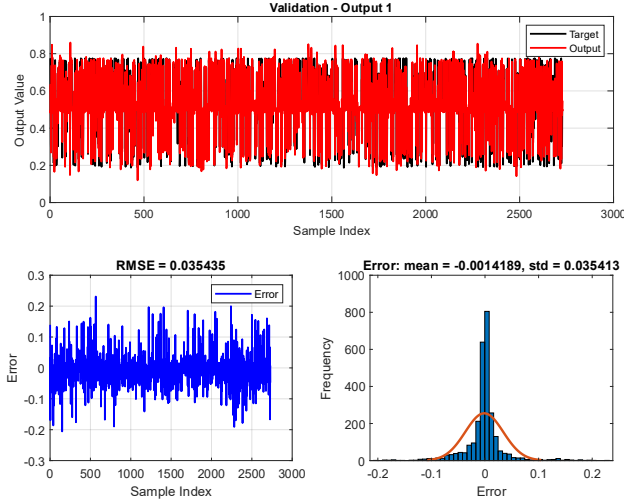 Validation - Output 1
1
0.8
0.6
0.4
0.2
0
Output Value
Target
Output
0 500 1000 1500 2000 2500 3000
Sample Index
RMSE = 0.035435
0.3
0.2
0.1
0
-0.1
-0.2
-0.3
Error
Error
0 500 1000 1500 2000 2500 3000
Sample Index
Error: mean = -0.0014189, std = 0.035413
1000
800
600
400
200
0
Frequency
-0.2 -0.1 0 0.1 0.2
Error